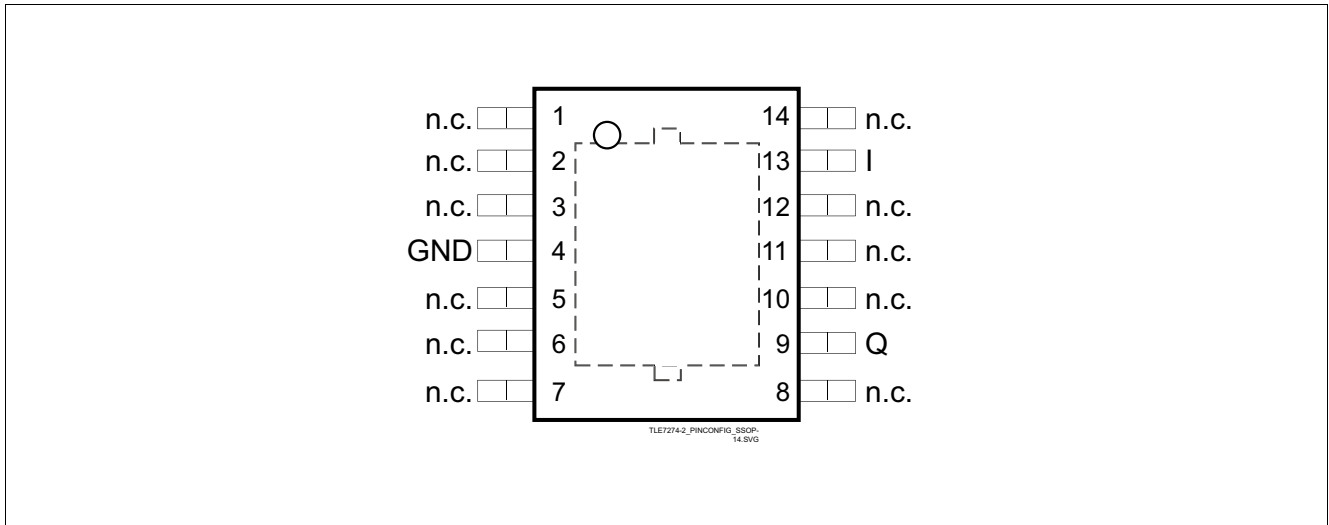 n.c. 1 14 n.c.
n.c. 2 13 I
n.c. 3 12 n.c.
GND 4 11 n.c.
n.c. 5 10 n.c.
n.c. 6 9 Q
n.c. 7 8 n.c.
TLE7274-2_PINCONFIG_SSOP-
14.SVG